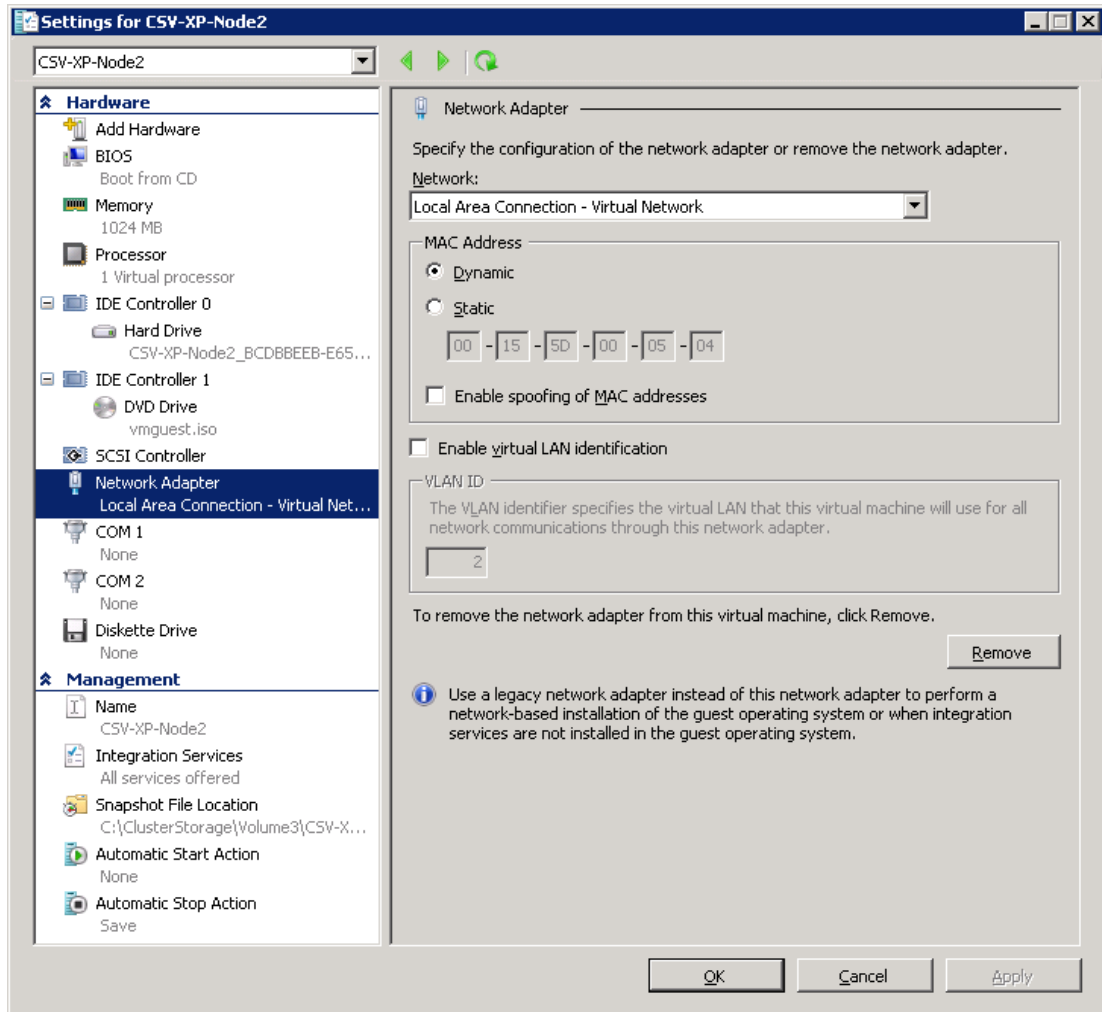 Settings for CSV-XP-Node2
CSV-XP-Node2
Hardware
Add Hardware
BIOS
Boot from CD
Memory
1024 MB
Processor
1 Virtual processor
IDE Controller 0
Hard Drive
CSV-XP-Node2_BCDBBEEB-E65...
IDE Controller 1
DVD Drive
vmguest.iso
SCSI Controller
Network Adapter
Local Area Connection - Virtual Net...
COM 1
None
COM 2
None
Diskette Drive
None
Management
Name
CSV-XP-Node2
Integration Services
All services offered
Snapshot File Location
C:\ClusterStorage\Volume3\CSV-X...
Automatic Start Action
None
Automatic Stop Action
Save
Network Adapter
Specify the configuration of the network adapter or remove the network adapter.
Network:
Local Area Connection - Virtual Network
MAC Address
Dynamic
Static
00 - 15 - 5D - 00 - 05 - 04
Enable spoofing of MAC addresses
Enable virtual LAN identification
VLAN ID
The VLAN identifier specifies the virtual LAN that this virtual machine will use for all
network communications through this network adapter.
2
To remove the network adapter from this virtual machine, click Remove.
Remove
Use a legacy network adapter instead of this network adapter to perform a
network-based installation of the guest operating system or when integration
services are not installed in the guest operating system.
OK
Cancel
Apply